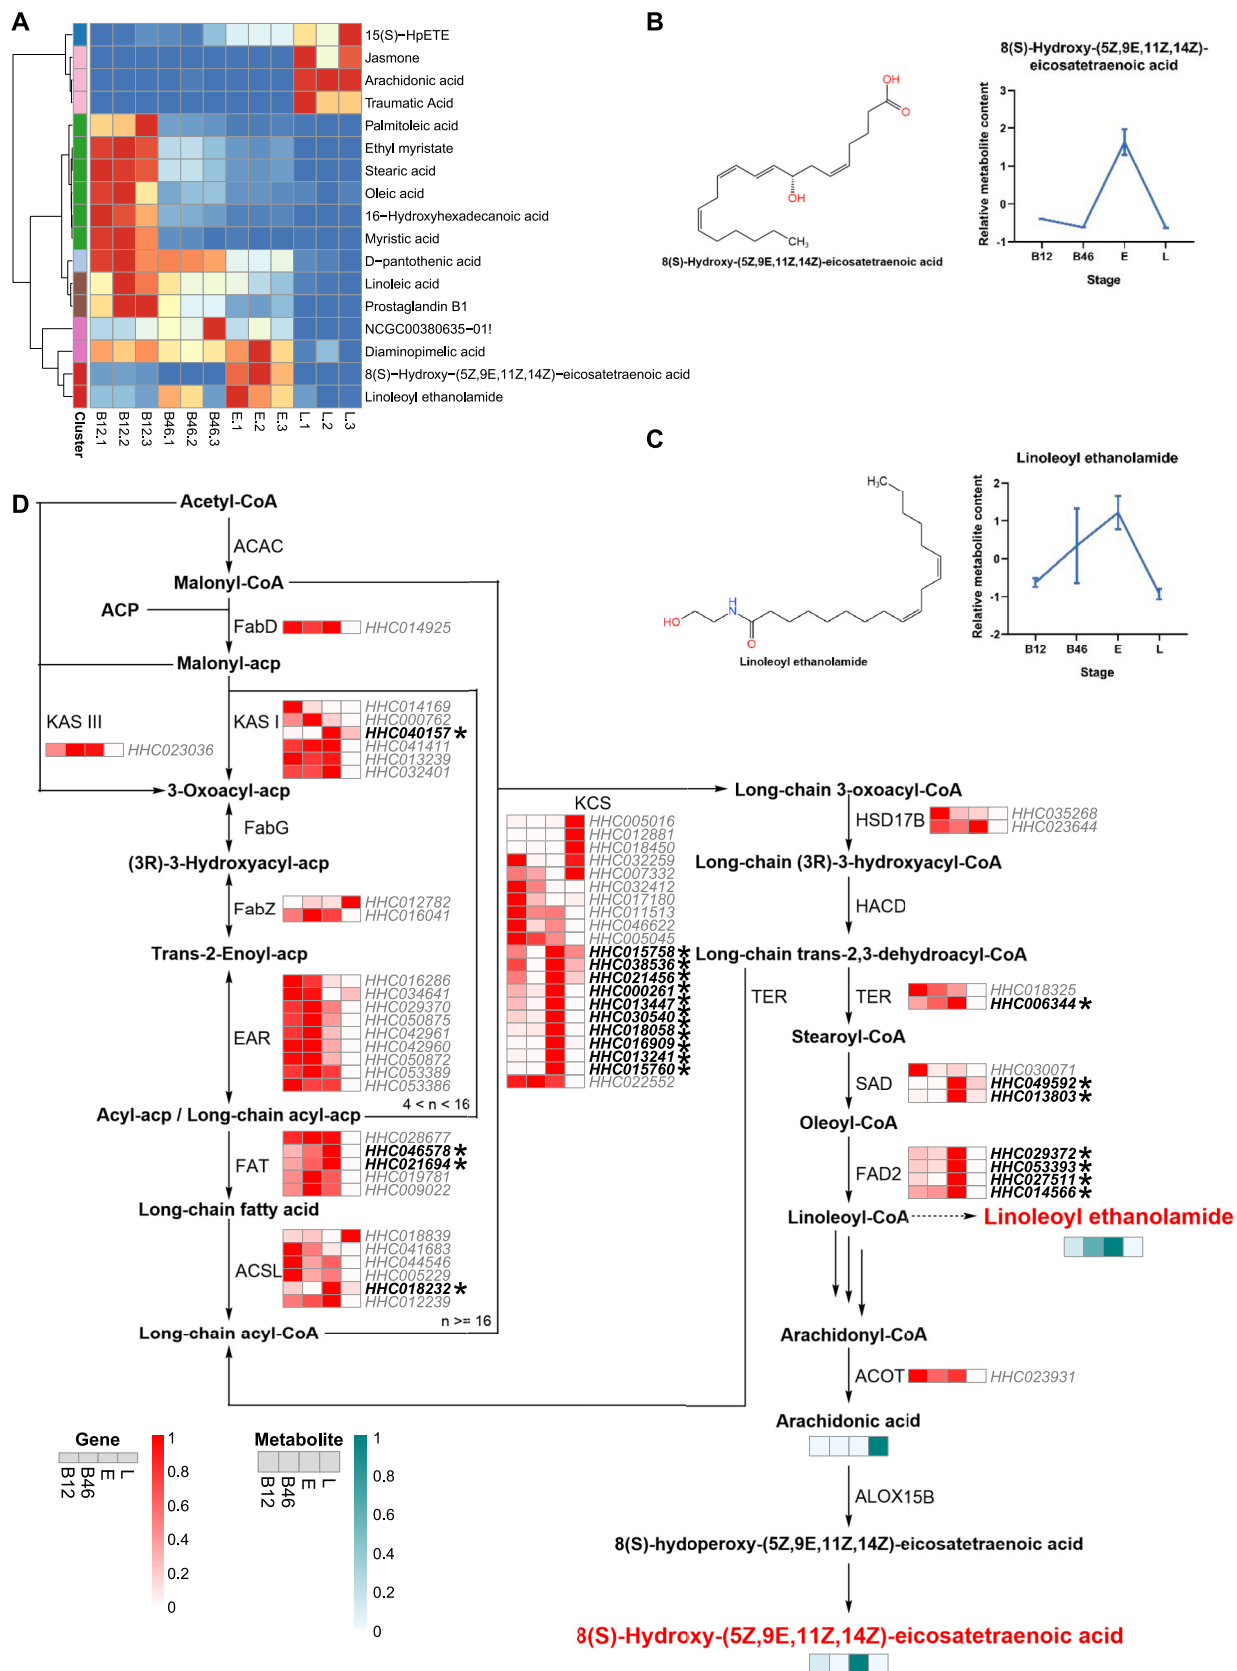 A
15(S)−HpETE
Jasmone
Arachidonic acid
Traumatic Acid
Palmitoleic acid
Ethyl myristate
Stearic acid
Oleic acid
16−Hydroxyhexadecanoic acid
Myristic acid
D−pantothenic acid
Linoleic acid
Prostaglandin B1
NCGC00380635−01!
Diaminopimelic acid
8(S)−Hydroxy−(5Z,9E,11Z,14Z)−eicosatetraenoic acid
Linoleoyl ethanolamide
Cluster B12.1 B12.2 B12.3 B46.1 B46.2 B46.3 E.1 E.2 E.3 L.1 L.2 L.3
B
OH
O
OH
CH₃
8(S)-Hydroxy-(5Z,9E,11Z,14Z)-eicosatetraenoic acid
8(S)-Hydroxy-(5Z,9E,11Z,14Z)-
eicosatetraenoic acid
Relative metabolite content
3
2
1
0
-1
B12 B46 E L
Stage
C
H₃C
HO
H
N
O
Linoleoyl ethanolamide
Linoleoyl ethanolamide
Relative metabolite content
2
1
0
-1
-2
B12 B46 E L
Stage
D
Acetyl-CoA
ACAC
Malonyl-CoA
ACP
FabD HHC014925
Malonyl-acp
KAS III
HHC023036
KAS I
HHC014169
HHC000762
HHC040157 *
HHC041411
HHC013239
HHC032401
3-Oxoacyl-acp
FabG
(3R)-3-Hydroxyacyl-acp
FabZ
HHC012782
HHC016041
Trans-2-Enoyl-acp
EAR
HHC016286
HHC034641
HHC029370
HHC050875
HHC042961
HHC042960
HHC050872
HHC053389
HHC053386
Acyl-acp / Long-chain acyl-acp
4 < n < 16
FAT
HHC028677
HHC046578 *
HHC021694 *
HHC019781
HHC009022
Long-chain fatty acid
ACSL
HHC018839
HHC041683
HHC044546
HHC005229
HHC018232 *
HHC012239
n >= 16
Long-chain acyl-CoA
KCS
HHC005016
HHC012881
HHC018450
HHC032259
HHC007332
HHC032412
HHC017180
HHC011513
HHC046622
HHC005045
HHC015758 *
HHC038536 *
HHC021456 *
HHC000261 *
HHC013447 *
HHC030540 *
HHC018058 *
HHC016909 *
HHC013241 *
HHC015760 *
HHC022552
Long-chain 3-oxoacyl-CoA
HSD17B
HHC035268
HHC023644
Long-chain (3R)-3-hydroxyacyl-CoA
HACD
Long-chain trans-2,3-dehydroacyl-CoA
TER
TER
HHC018325
HHC006344 *
Stearoyl-CoA
SAD
HHC030071
HHC049592 *
HHC013803 *
Oleoyl-CoA
FAD2
HHC029372 *
HHC053393 *
HHC027511 *
HHC014566 *
Linoleoyl-CoA
Linoleoyl ethanolamide
Arachidonyl-CoA
ACOT HHC023931
Arachidonic acid
ALOX15B
8(S)-hydoperoxy-(5Z,9E,11Z,14Z)-eicosatetraenoic acid
8(S)-Hydroxy-(5Z,9E,11Z,14Z)-eicosatetraenoic acid
Gene
B12 B46 E L
1
0.8
0.6
0.4
0.2
0
Metabolite
B12 B46 E L
1
0.8
0.6
0.4
0.2
0